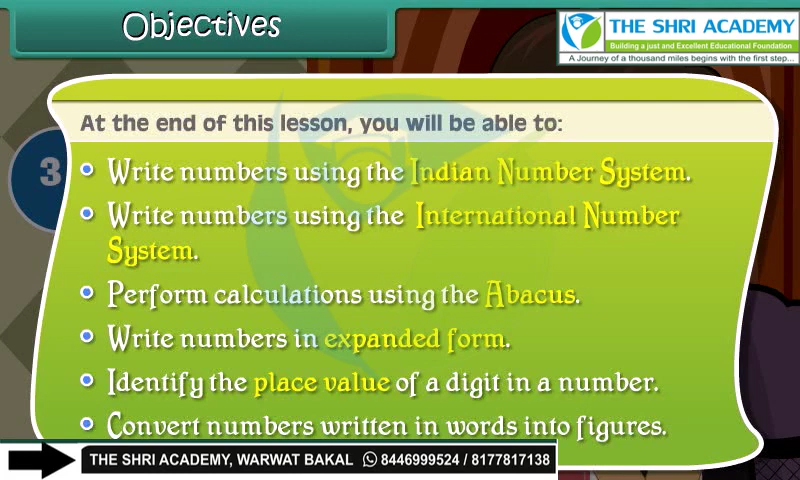 Objectives
THE SHRI ACADEMY
Building a just and Excellent Educational Foundation
A Journey of a thousand miles begins with the first step...
At the end of this lesson, you will be able to:
3
Write numbers using the Indian Number System.
Write numbers using the International Number
System.
Perform calculations using the Abacus.
Write numbers in expanded form.
Identify the place value of a digit in a number.
Convert numbers written in words into figures.
THE SHRI ACADEMY, WARWAT BAKAL 8446999524 / 8177817138